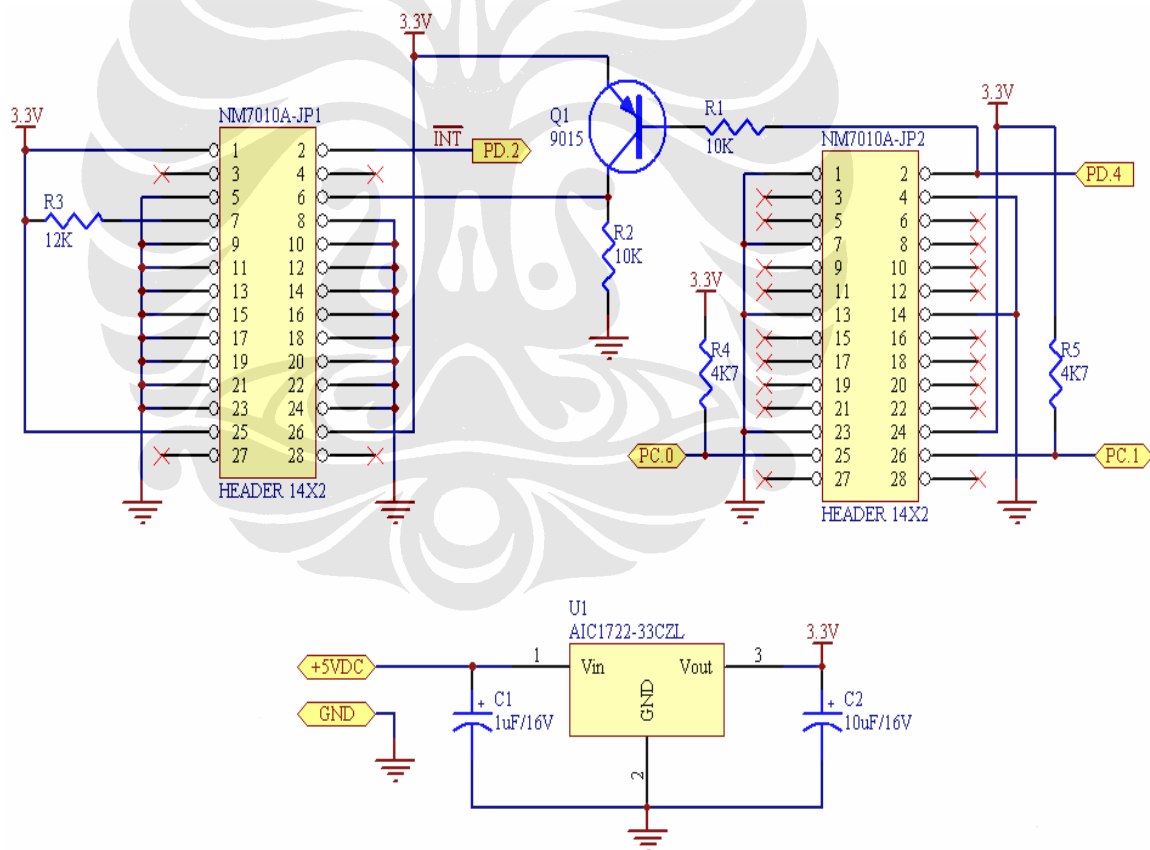 3.3V
3.3V
NM7010A-JP1
1 2
3 4
5 6
7 8
9 10
11 12
13 14
15 16
17 18
19 20
21 22
23 24
25 26
27 28
HEADER 14X2
R3
12K
INT
PD.2
Q1
9015
R1
10K
R2
10K
3.3V
NM7010A-JP2
1 2
3 4
5 6
7 8
9 10
11 12
13 14
15 16
17 18
19 20
21 22
23 24
25 26
27 28
HEADER 14X2
PD.4
3.3V
R4
4K7
R5
4K7
PC.0
PC.1
U1
AIC1722-33CZL
+5VDC
1
Vin
Vout
3
3.3V
GND
GND
2
C1
+
1uF/16V
C2
+
10uF/16V